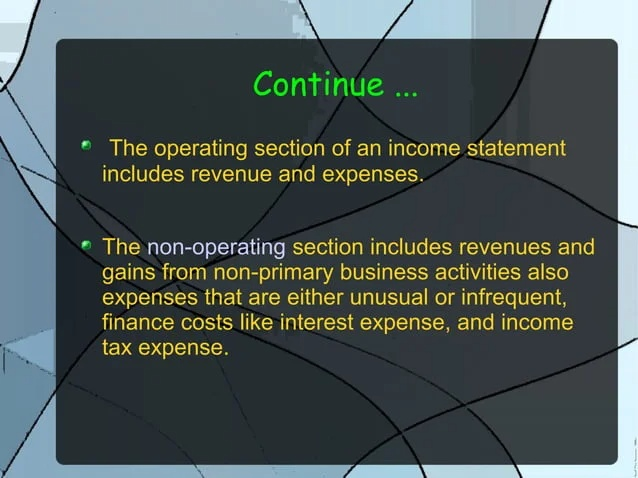 Continue ...
The operating section of an income statement
includes revenue and expenses.
The non-operating section includes revenues and
gains from non-primary business activities also
expenses that are either unusual or infrequent,
finance costs like interest expense, and income
tax expense.